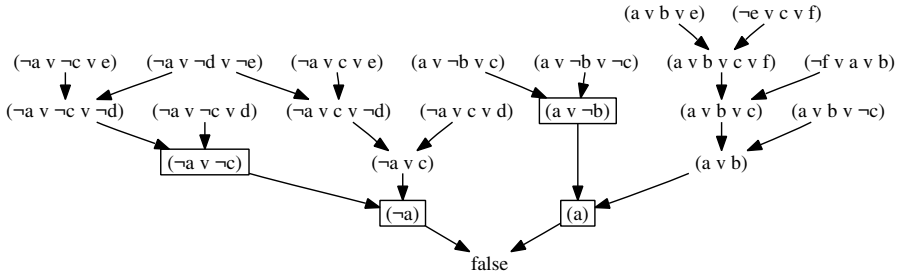 (a v b v e) (¬e v c v f)
(¬a v ¬c v e) (¬a v ¬d v ¬e) (¬a v c v e) (a v ¬b v c) (a v ¬b v ¬c) (a v b v c v f) (¬f v a v b)
(¬a v ¬c v ¬d) (¬a v ¬c v d) (¬a v c v ¬d) (¬a v c v d) (a v ¬b) (a v b v c) (a v b v ¬c)
(¬a v ¬c) (¬a v c) (a v b)
(¬a) (a)
false